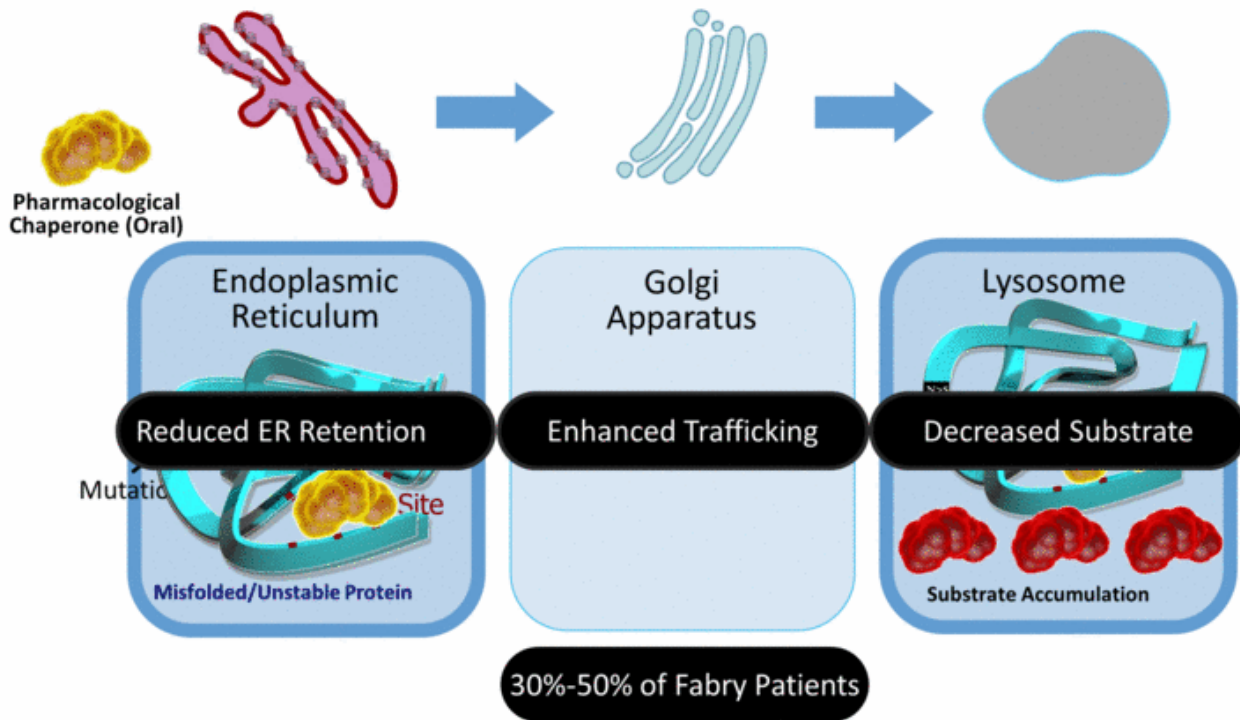 Pharmacological
Chaperone (Oral)
Endoplasmic
Reticulum
Golgi
Apparatus
Lysosome
Reduced ER Retention
Enhanced Trafficking
Decreased Substrate
Mutatic
Site
Misfolded/Unstable Protein
Substrate Accumulation
30%-50% of Fabry Patients